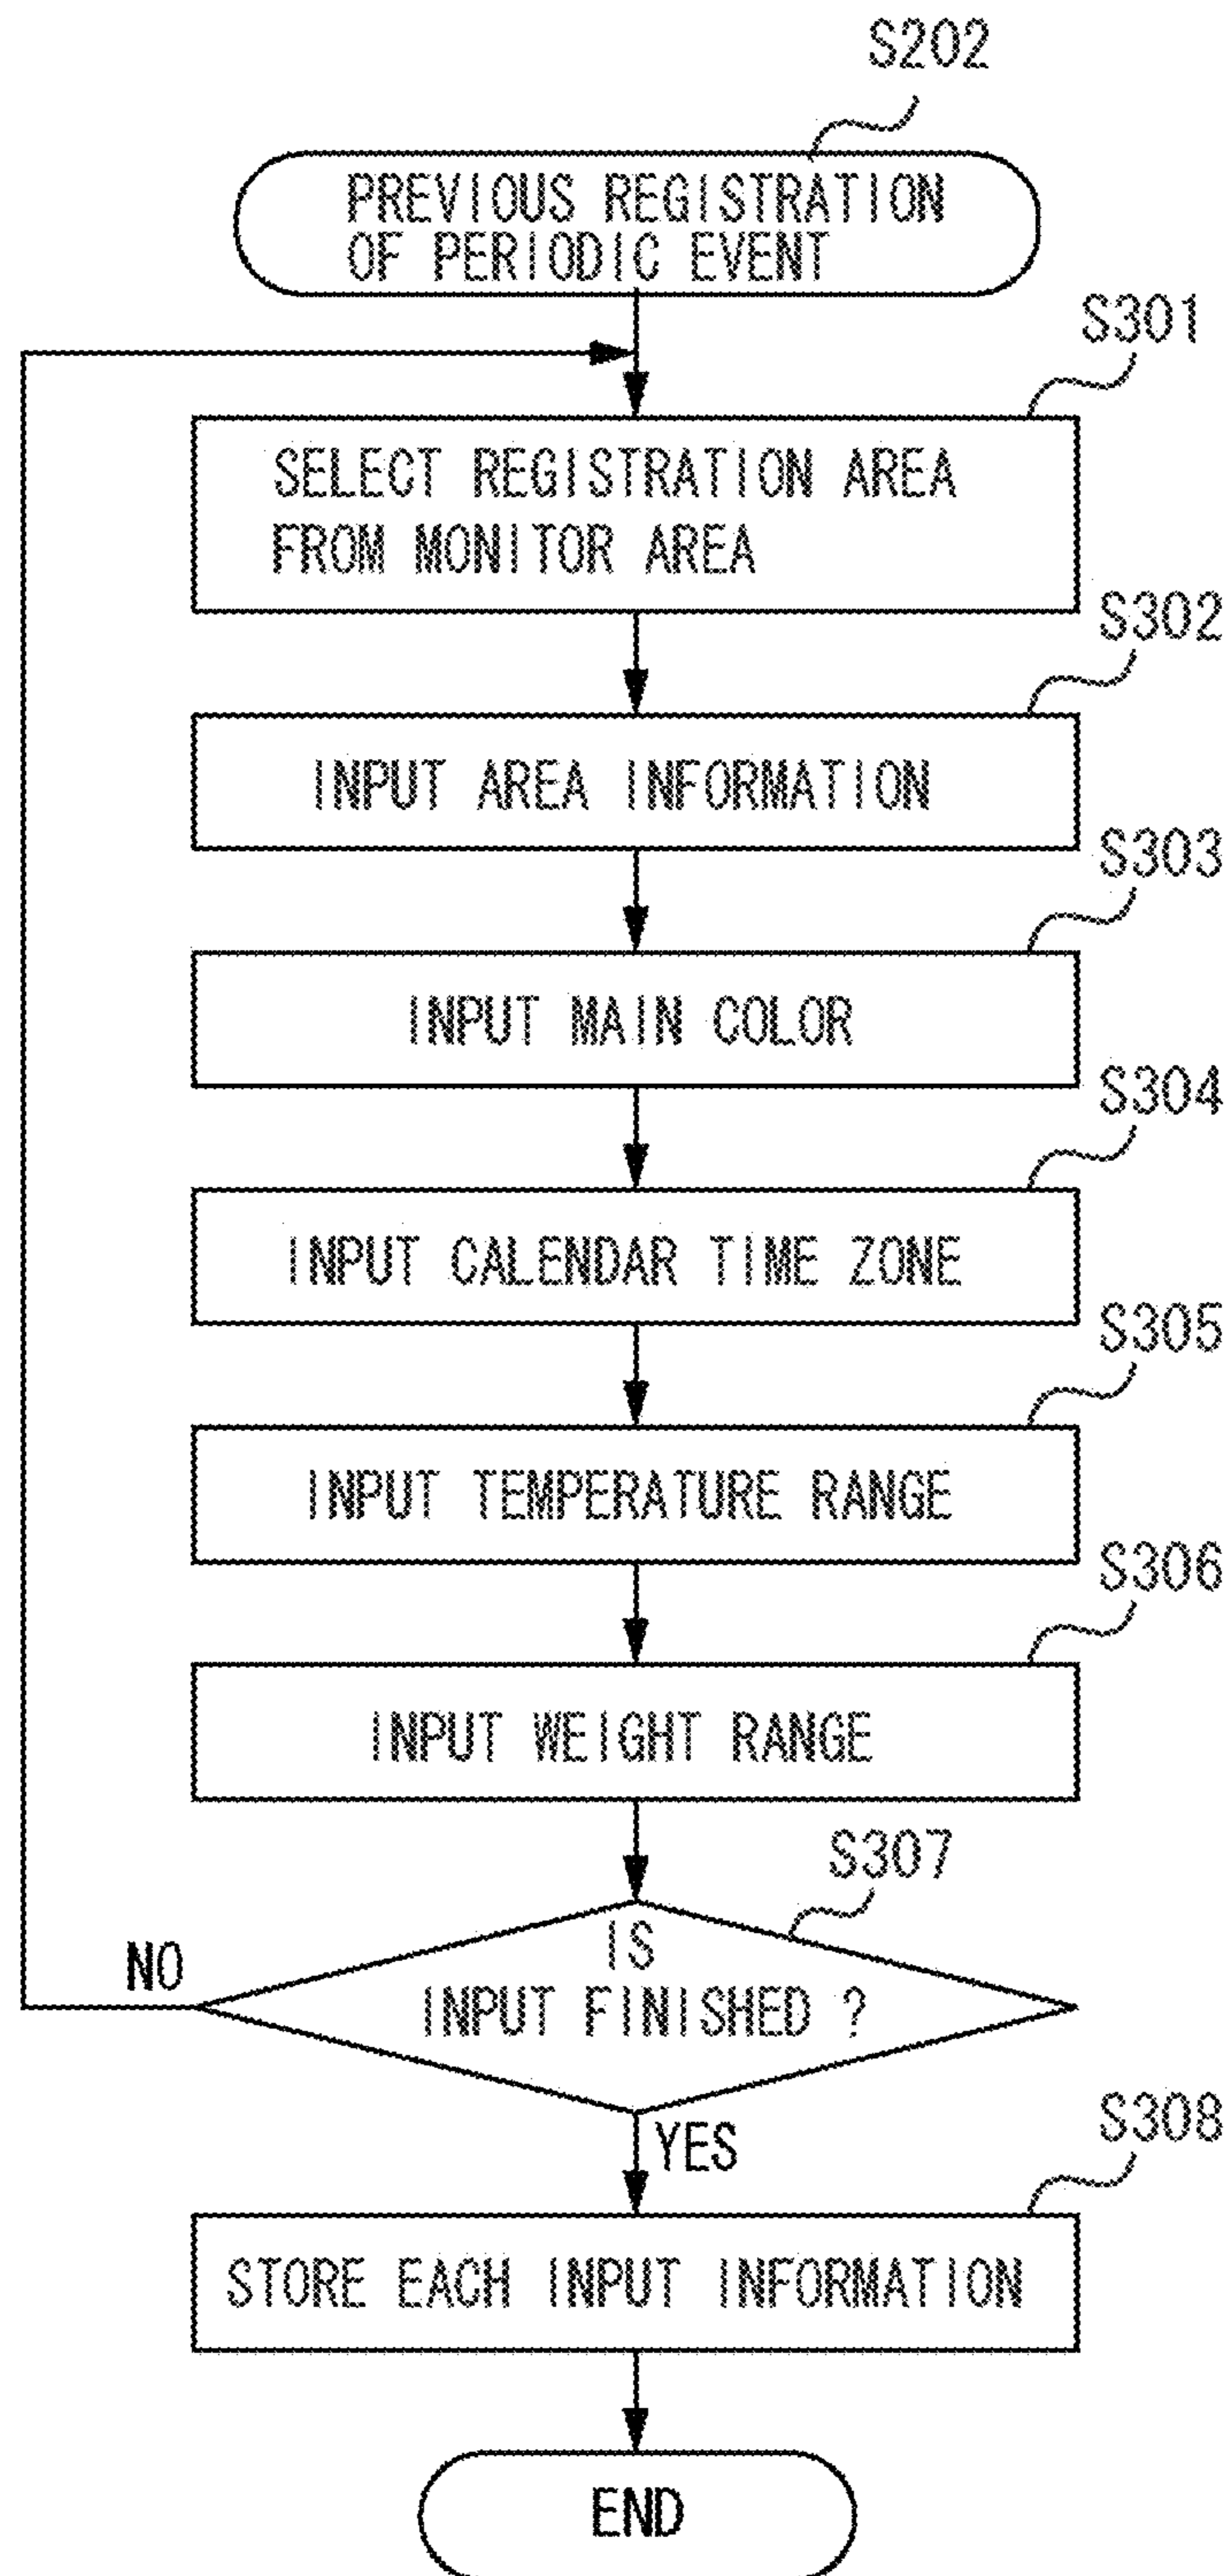 S202
PREVIOUS REGISTRATION
OF PERIODIC EVENT
S301
SELECT REGISTRATION AREA
FROM MONITOR AREA
S302
INPUT AREA INFORMATION
S303
INPUT MAIN COLOR
S304
INPUT CALENDAR TIME ZONE
S305
INPUT TEMPERATURE RANGE
S306
INPUT WEIGHT RANGE
S307
IS
INPUT FINISHED ?
NO
YES
S308
STORE EACH INPUT INFORMATION
END